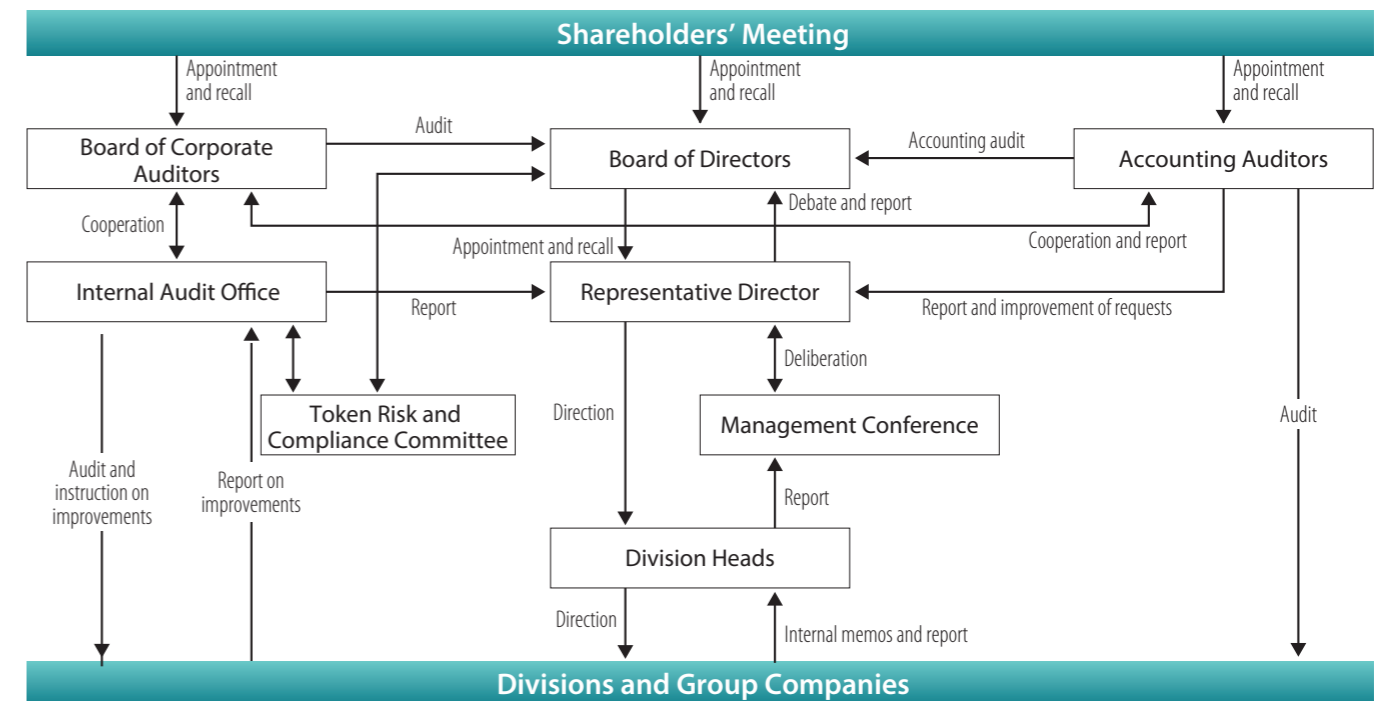 Shareholders’ Meeting
Appointment
and recall
Appointment
and recall
Appointment
and recall
Board of Corporate
Auditors
Audit
Board of Directors
Accounting audit
Accounting Auditors
Cooperation
Debate and report
Appointment and recall
Cooperation and report
Internal Audit Office
Report
Representative Director
Report and improvement of requests
Deliberation
Token Risk and
Compliance Committee
Direction
Management Conference
Audit
Audit and
instruction on
improvements
Report on
improvements
Report
Division Heads
Direction
Internal memos and report
Divisions and Group Companies